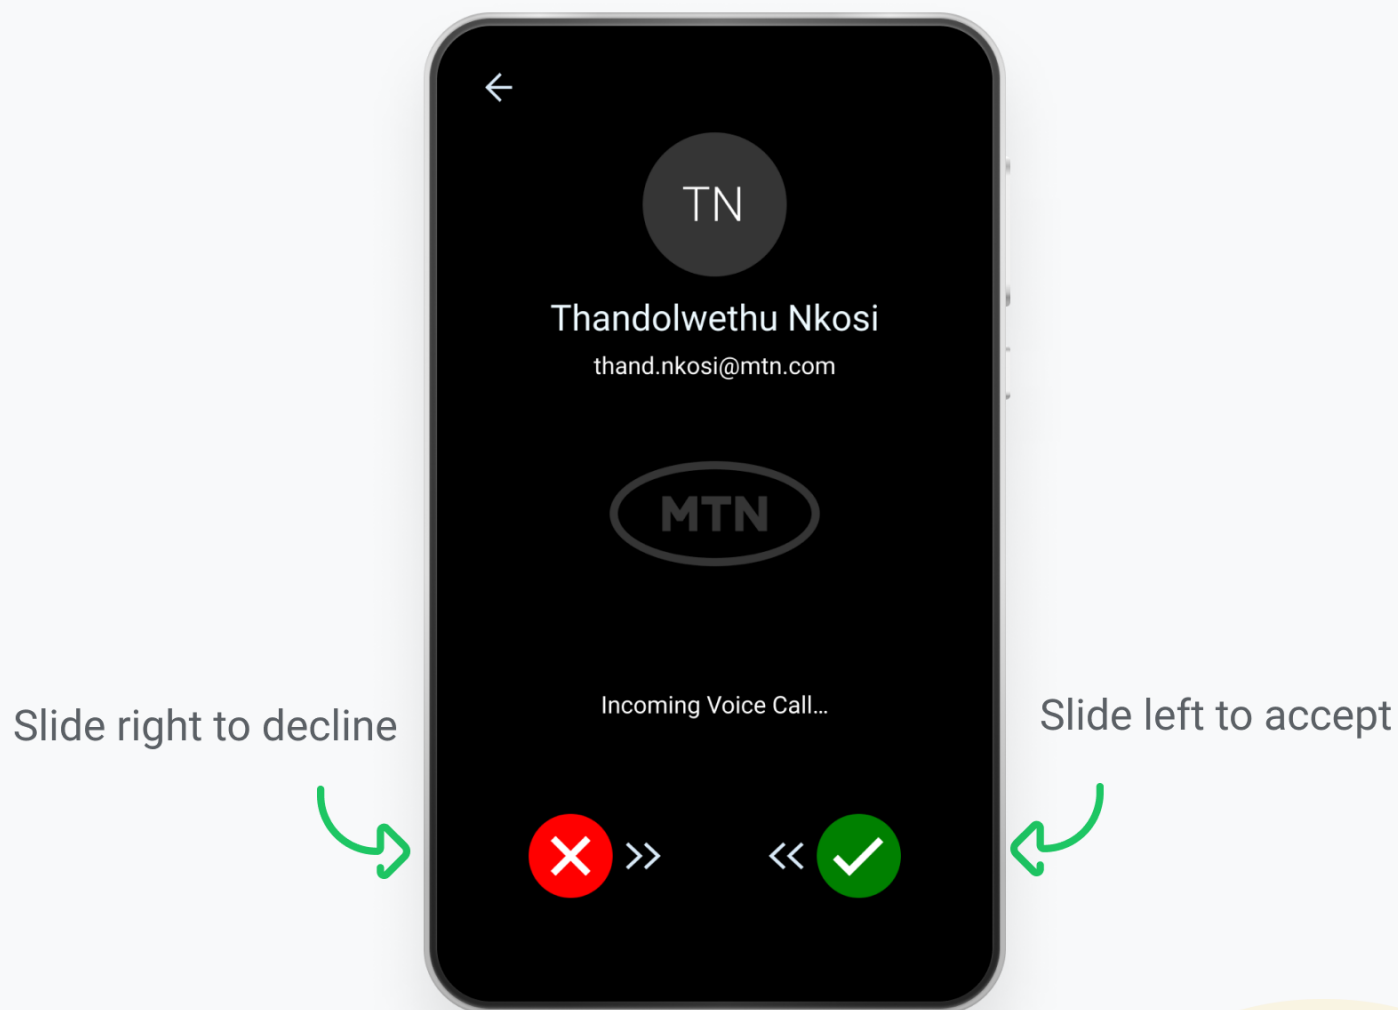 TN
Thandolwethu Nkosi
thand.nkosi@mtn.com
MTN
Incoming Voice Call...
Slide right to decline
Slide left to accept